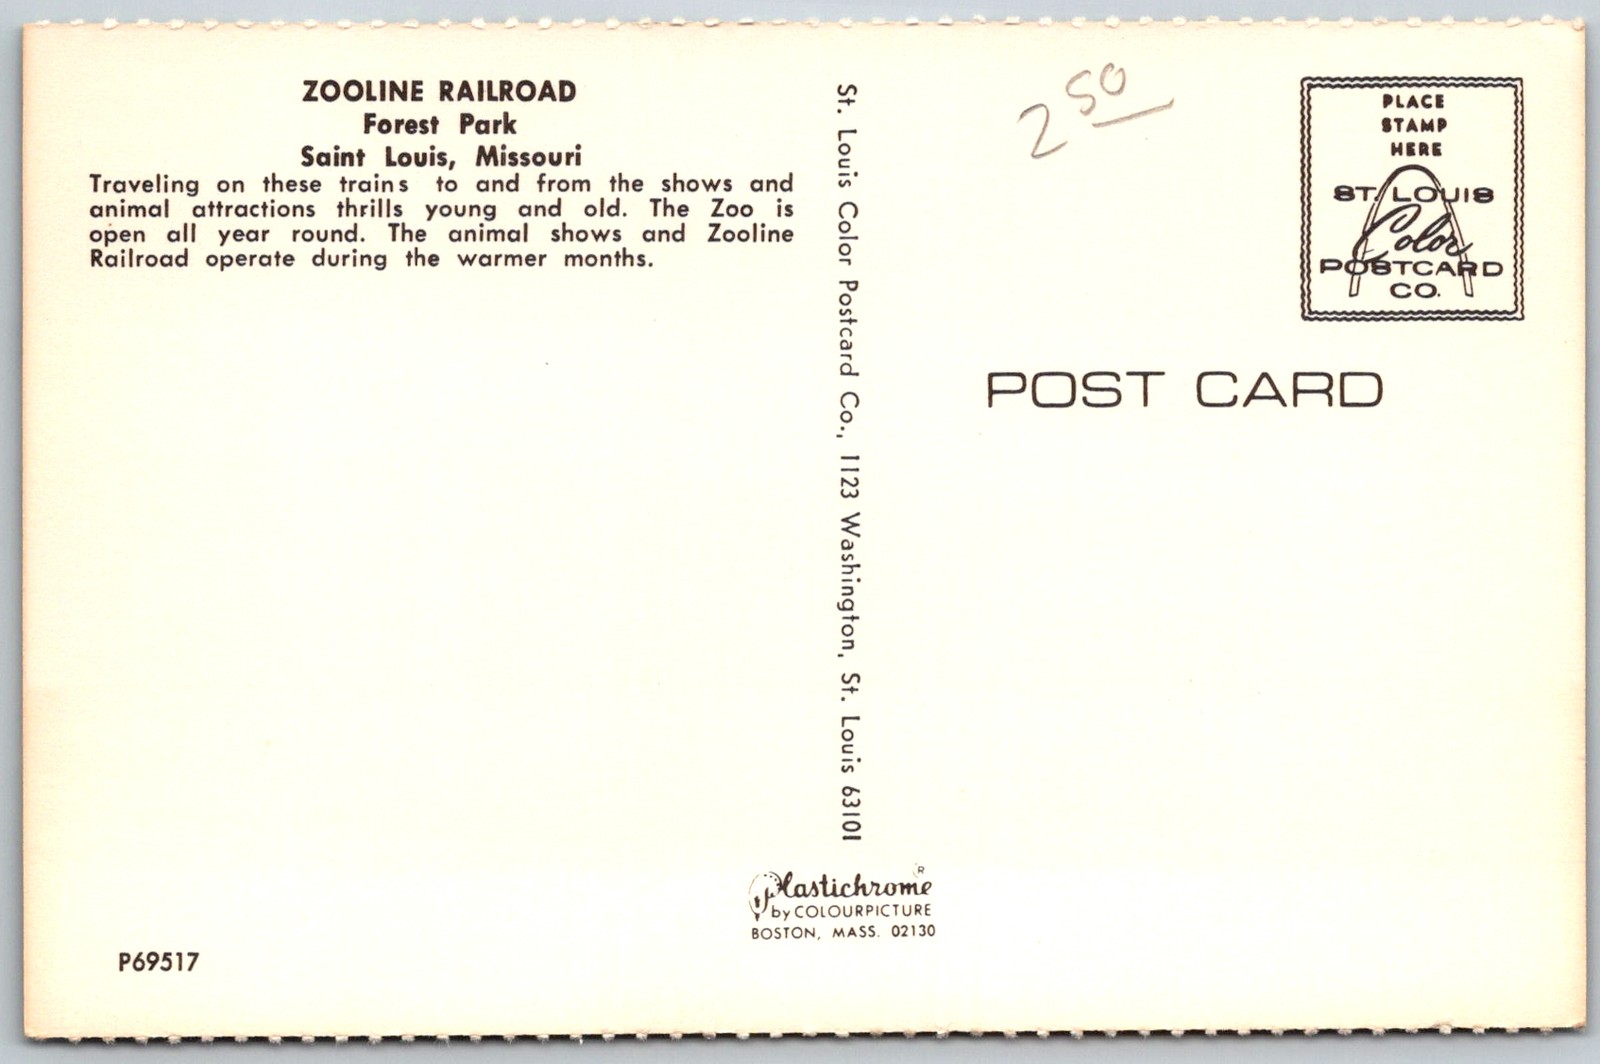 ZOOLINE RAILROAD
Forest Park
Saint Louis, Missouri
Traveling on these trains to and from the shows and
animal attractions thrills young and old. The Zoo is
open all year round. The animal shows and Zooline
Railroad operate during the warmer months.
P69517
St. Louis Color Postcard Co., 1123 Washington, St. Louis 63101
Plastichrome ®
by COLOURPICTURE
BOSTON, MASS. 02130
2 50
PLACE
STAMP
HERE
ST. LOUIS
Color
POSTCARD
CO.
POST CARD